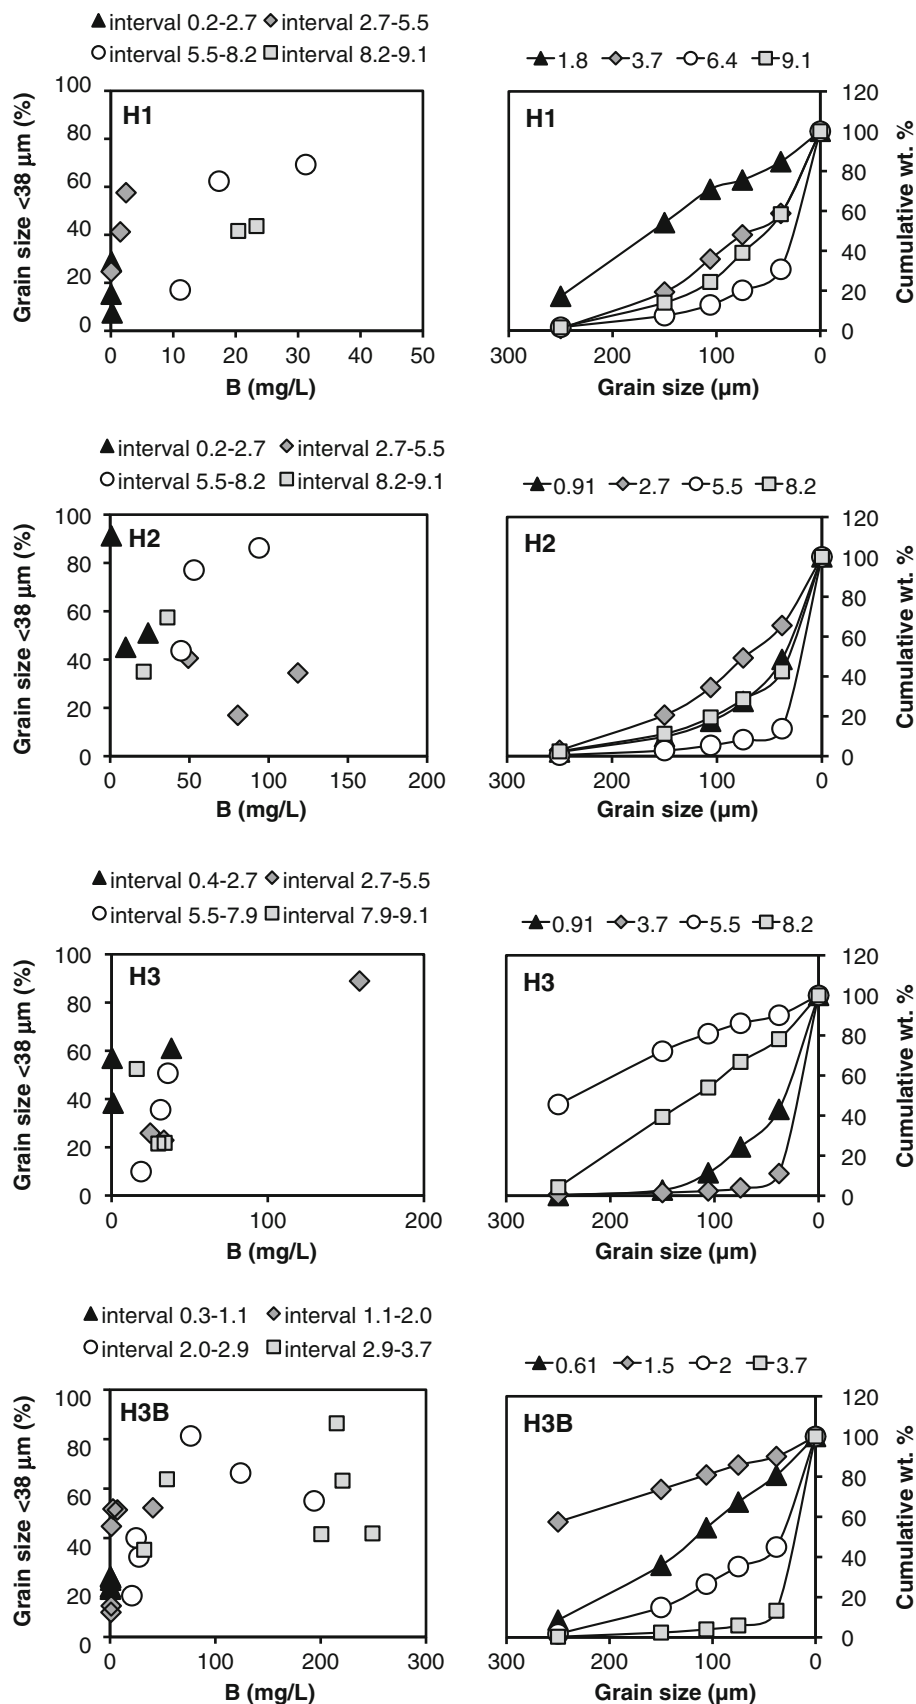 interval 0.2-2.7 interval 2.7-5.5
interval 5.5-8.2 interval 8.2-9.1
Grain size <38 µm (%)
100
80
60
40
20
0
H1
0 10 20 30 40 50
B (mg/L)
1.8 3.7 6.4 9.1
H1
120
100
80
60
40
20
0
Cumulative wt. %
300 200 100 0
Grain size (µm)
interval 0.2-2.7 interval 2.7-5.5
interval 5.5-8.2 interval 8.2-9.1
Grain size <38 µm (%)
100
80
60
40
20
0
H2
0 50 100 150 200
B (mg/L)
0.91 2.7 5.5 8.2
H2
120
100
80
60
40
20
0
Cumulative wt. %
300 200 100 0
Grain size (µm)
interval 0.4-2.7 interval 2.7-5.5
interval 5.5-7.9 interval 7.9-9.1
Grain size <38 µm (%)
100
80
60
40
20
0
H3
0 100 200
B (mg/L)
0.91 3.7 5.5 8.2
H3
120
100
80
60
40
20
0
Cumulative wt. %
300 200 100 0
Grain size (µm)
interval 0.3-1.1 interval 1.1-2.0
interval 2.0-2.9 interval 2.9-3.7
Grain size <38 µm (%)
100
80
60
40
20
0
H3B
0 100 200 300
B (mg/L)
0.61 1.5 2 3.7
H3B
120
100
80
60
40
20
0
Cumulative wt. %
300 200 100 0
Grain size (µm)